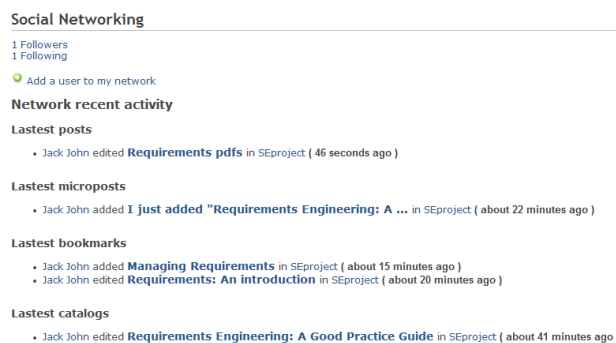 Social Networking
1 Followers
1 Following
Add a user to my network
Network recent activity
Lastest posts
• Jack John edited Requirements pdfs in SEproject ( 46 seconds ago )
Lastest microposts
• Jack John added I just added "Requirements Engineering: A ... in SEproject ( about 22 minutes ago )
Lastest bookmarks
• Jack John added Managing Requirements in SEproject ( about 15 minutes ago )
• Jack John edited Requirements: An introduction in SEproject ( about 20 minutes ago )
Lastest catalogs
• Jack John edited Requirements Engineering: A Good Practice Guide in SEproject ( about 41 minutes ago